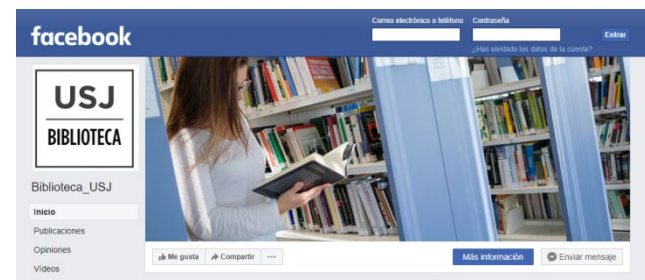 Correo electrónico o teléfono
Contraseña
facebook
Entrar
¿Has olvidado los datos de la cuenta?
USJ
BIBLIOTECA
Biblioteca_USJ
Inicio
Publicaciones
Opiniones
Vídeos
Me gusta
Compartir
···
Más información
Enviar mensaje